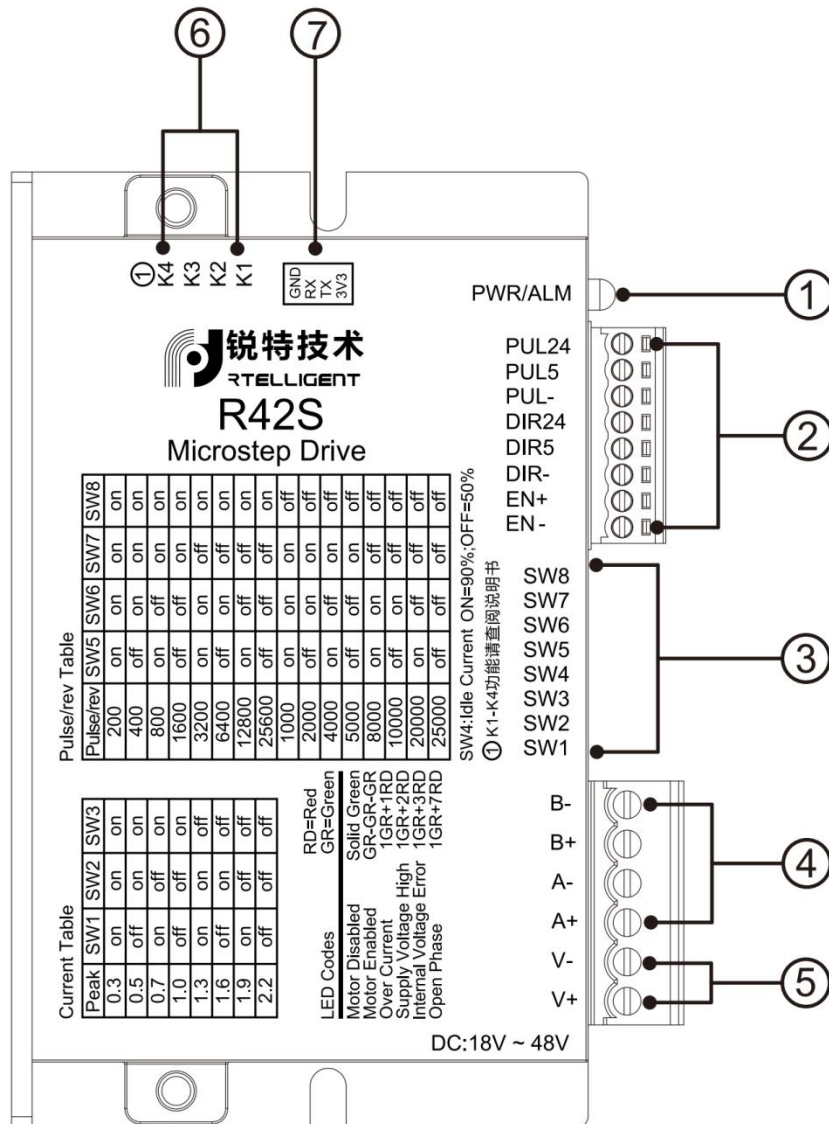 ⑥
⑦
① K4
K3
K2
K1
GND
RX
TX
3V3
锐特技术
RTELLIGENT
R42S
Microstep Drive
PWR/ALM
①
PUL24
PUL5
PUL-
DIR24
DIR5
DIR-
EN+
EN-
②
SW8
SW7
SW6
SW5
SW4
SW3
SW2
SW1
③
B-
B+
A-
A+
④
V-
V+
⑤
DC:18V ~ 48V
Pulse/rev Table
Pulse/rev SW5 SW6 SW7 SW8
200 on on on on
400 off on on on
800 on off on on
1600 off off on on
3200 on on off on
6400 off on off on
12800 on off off on
25600 off off off on
1000 on on on off
2000 off on on off
4000 on off on off
5000 off off on off
8000 on on off off
10000 off on off off
20000 on off off off
25000 off off off off
SW4:Idle Current ON=90%;OFF=50%
① K1-K4功能请查阅说明书
Current Table
Peak SW1 SW2 SW3
0.3 on on on
0.5 off on on
0.7 on off on
1.0 off off on
1.3 on on off
1.6 off on off
1.9 on off off
2.2 off off off
RD=Red
LED Codes GR=Green
Motor Disabled Solid Green
Motor Enabled GR-GR-GR
Over Current 1GR+1RD
Supply Voltage High 1GR+2RD
Internal Voltage Error 1GR+3RD
Open Phase 1GR+7RD